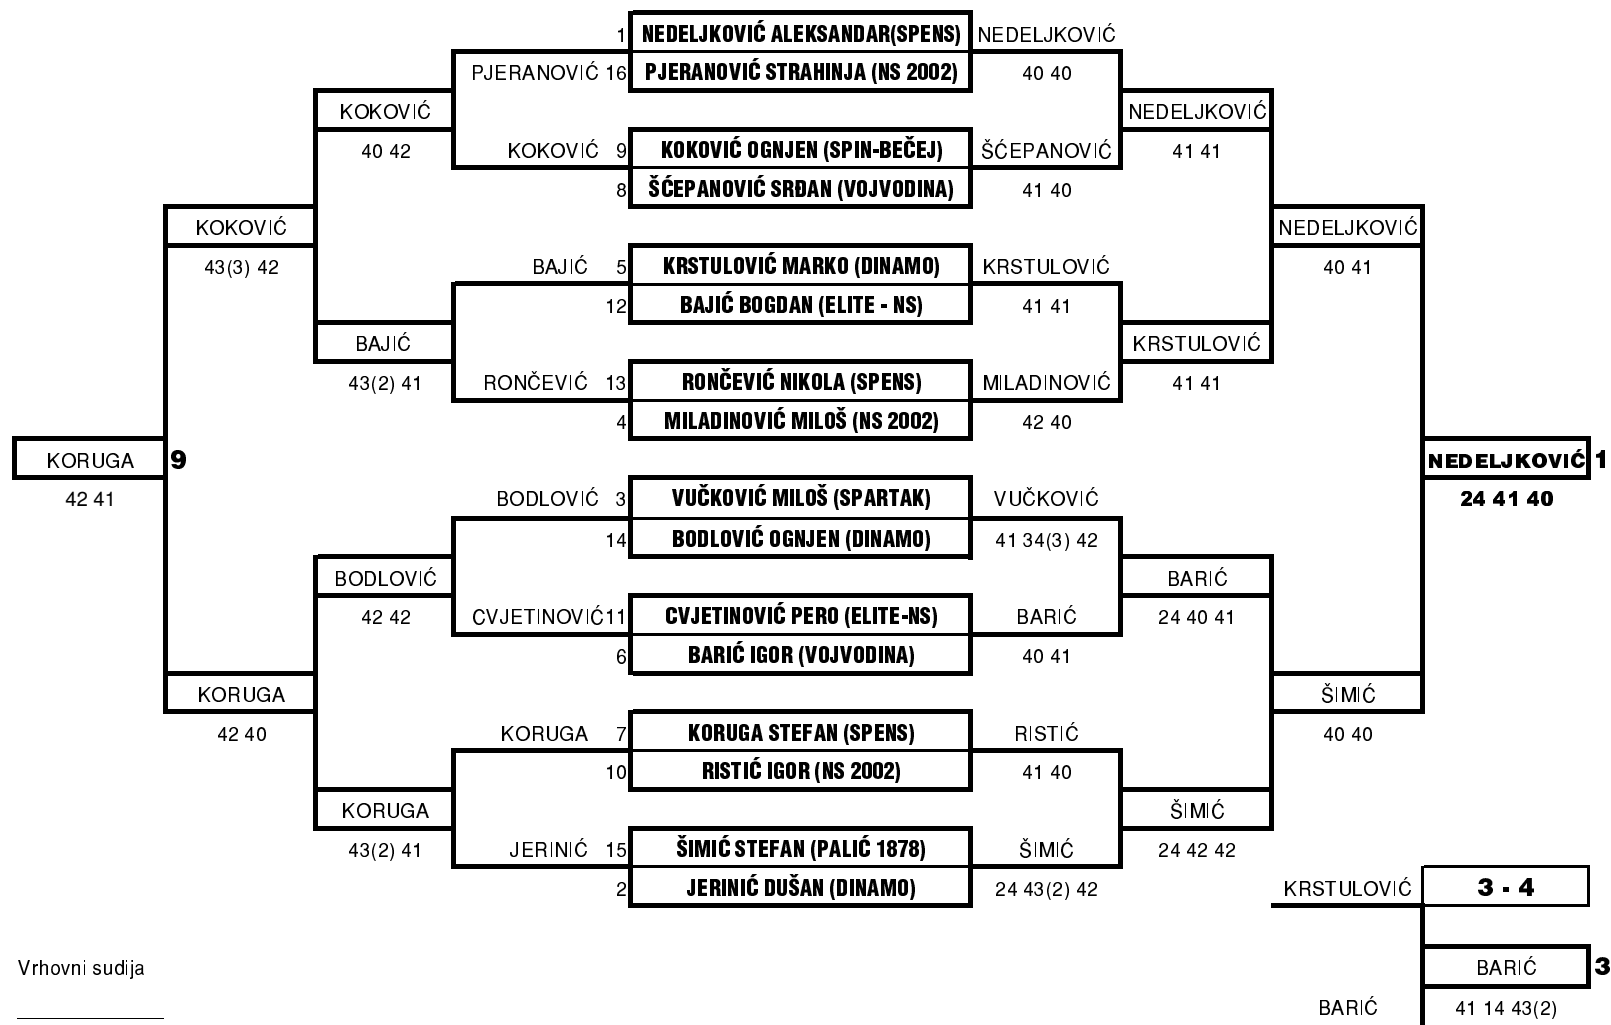 1 NEDELJKOVIĆ ALEKSANDAR(SPENS) NEDELJKOVIĆ
PJERANOVIĆ 16 PJERANOVIĆ STRAHINJA (NS 2002) 40 40
KOKOVIĆ NEDELJKOVIĆ
40 42 KOKOVIĆ 9 KOKOVIĆ OGNJEN (SPIN-BEČEJ) ŠĆEPANOVIĆ 41 41
8 ŠĆEPANOVIĆ SRĐAN (VOJVODINA) 41 40
KOKOVIĆ NEDELJKOVIĆ
43(3) 42 BAJIĆ 5 KRSTULOVIĆ MARKO (DINAMO) KRSTULOVIĆ 40 41
12 BAJIĆ BOGDAN (ELITE - NS) 41 41
BAJIĆ KRSTULOVIĆ
43(2) 41 RONČEVIĆ 13 RONČEVIĆ NIKOLA (SPENS) MILADINOVIĆ 41 41
4 MILADINOVIĆ MILOŠ (NS 2002) 42 40
KORUGA 9 NEDELJKOVIĆ 1
42 41 BODLOVIĆ 3 VUČKOVIĆ MILOŠ (SPARTAK) VUČKOVIĆ 24 41 40
14 BODLOVIĆ OGNJEN (DINAMO) 41 34(3) 42
BODLOVIĆ BARIĆ
42 42 CVJETINOVIĆ 11 CVJETINOVIĆ PERO (ELITE-NS) BARIĆ 24 40 41
6 BARIĆ IGOR (VOJVODINA) 40 41
KORUGA ŠIMIĆ
42 40 KORUGA 7 KORUGA STEFAN (SPENS) RISTIĆ 40 40
10 RISTIĆ IGOR (NS 2002) 41 40
KORUGA ŠIMIĆ
43(2) 41 JERINIĆ 15 ŠIMIĆ STEFAN (PALIĆ 1878) ŠIMIĆ 24 42 42
2 JERINIĆ DUŠAN (DINAMO) 24 43(2) 42 KRSTULOVIĆ 3 - 4
Vrhovni sudija BARIĆ 3
BARIĆ 41 14 43(2)